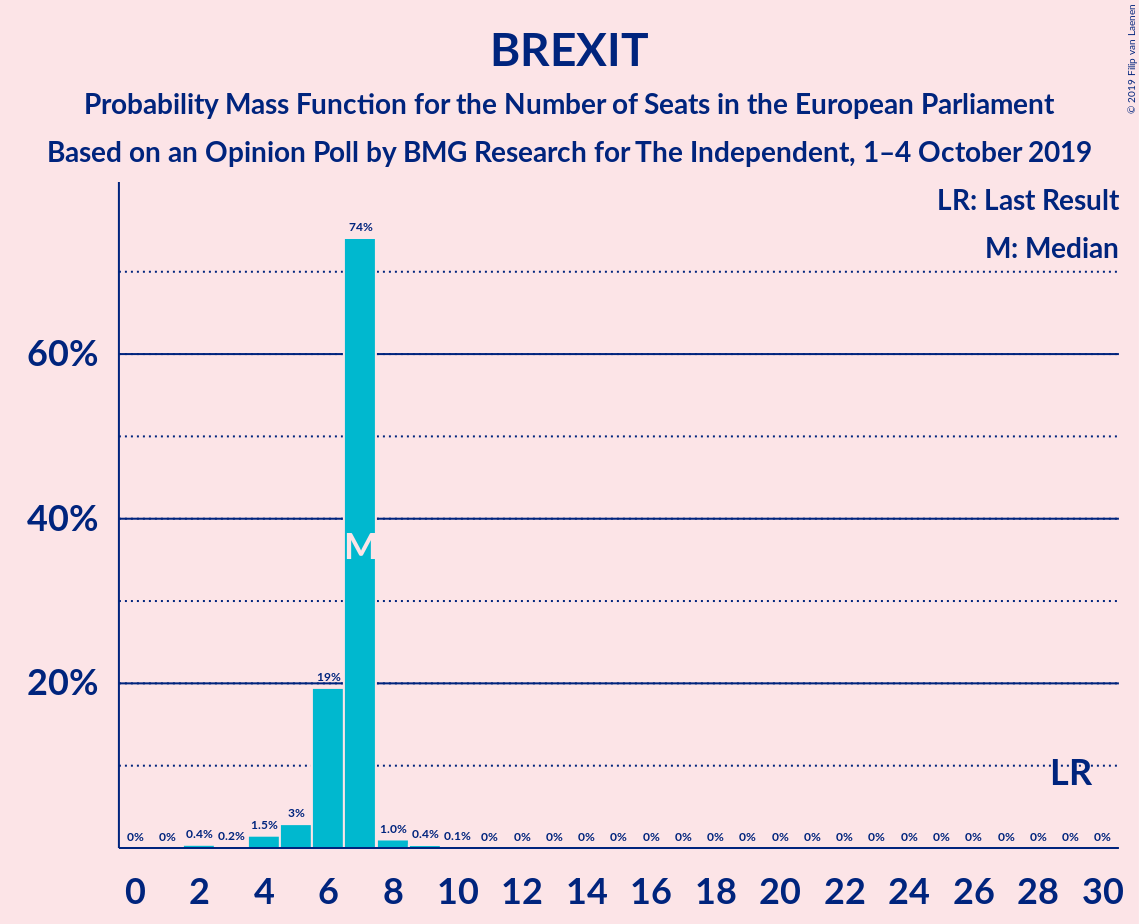 BREXIT
Probability Mass Function for the Number of Seats in the European Parliament
Based on an Opinion Poll by BMG Research for The Independent, 1–4 October 2019
© 2019 Filip van Laenen
LR: Last Result
M: Median
60%
40%
20%
0% 0% 0.4% 0.2% 1.5% 3% 19% 74% 1.0% 0.4% 0.1% 0% 0% 0% 0% 0% 0% 0% 0% 0% 0% 0% 0% 0% 0% 0% 0% 0% 0% 0% 0%
M
LR
0 2 4 6 8 10 12 14 16 18 20 22 24 26 28 30